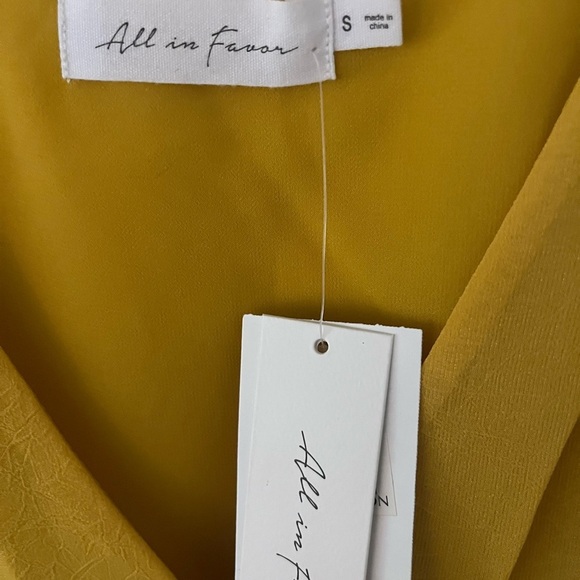 All in Favor
S
made in
china
All in F